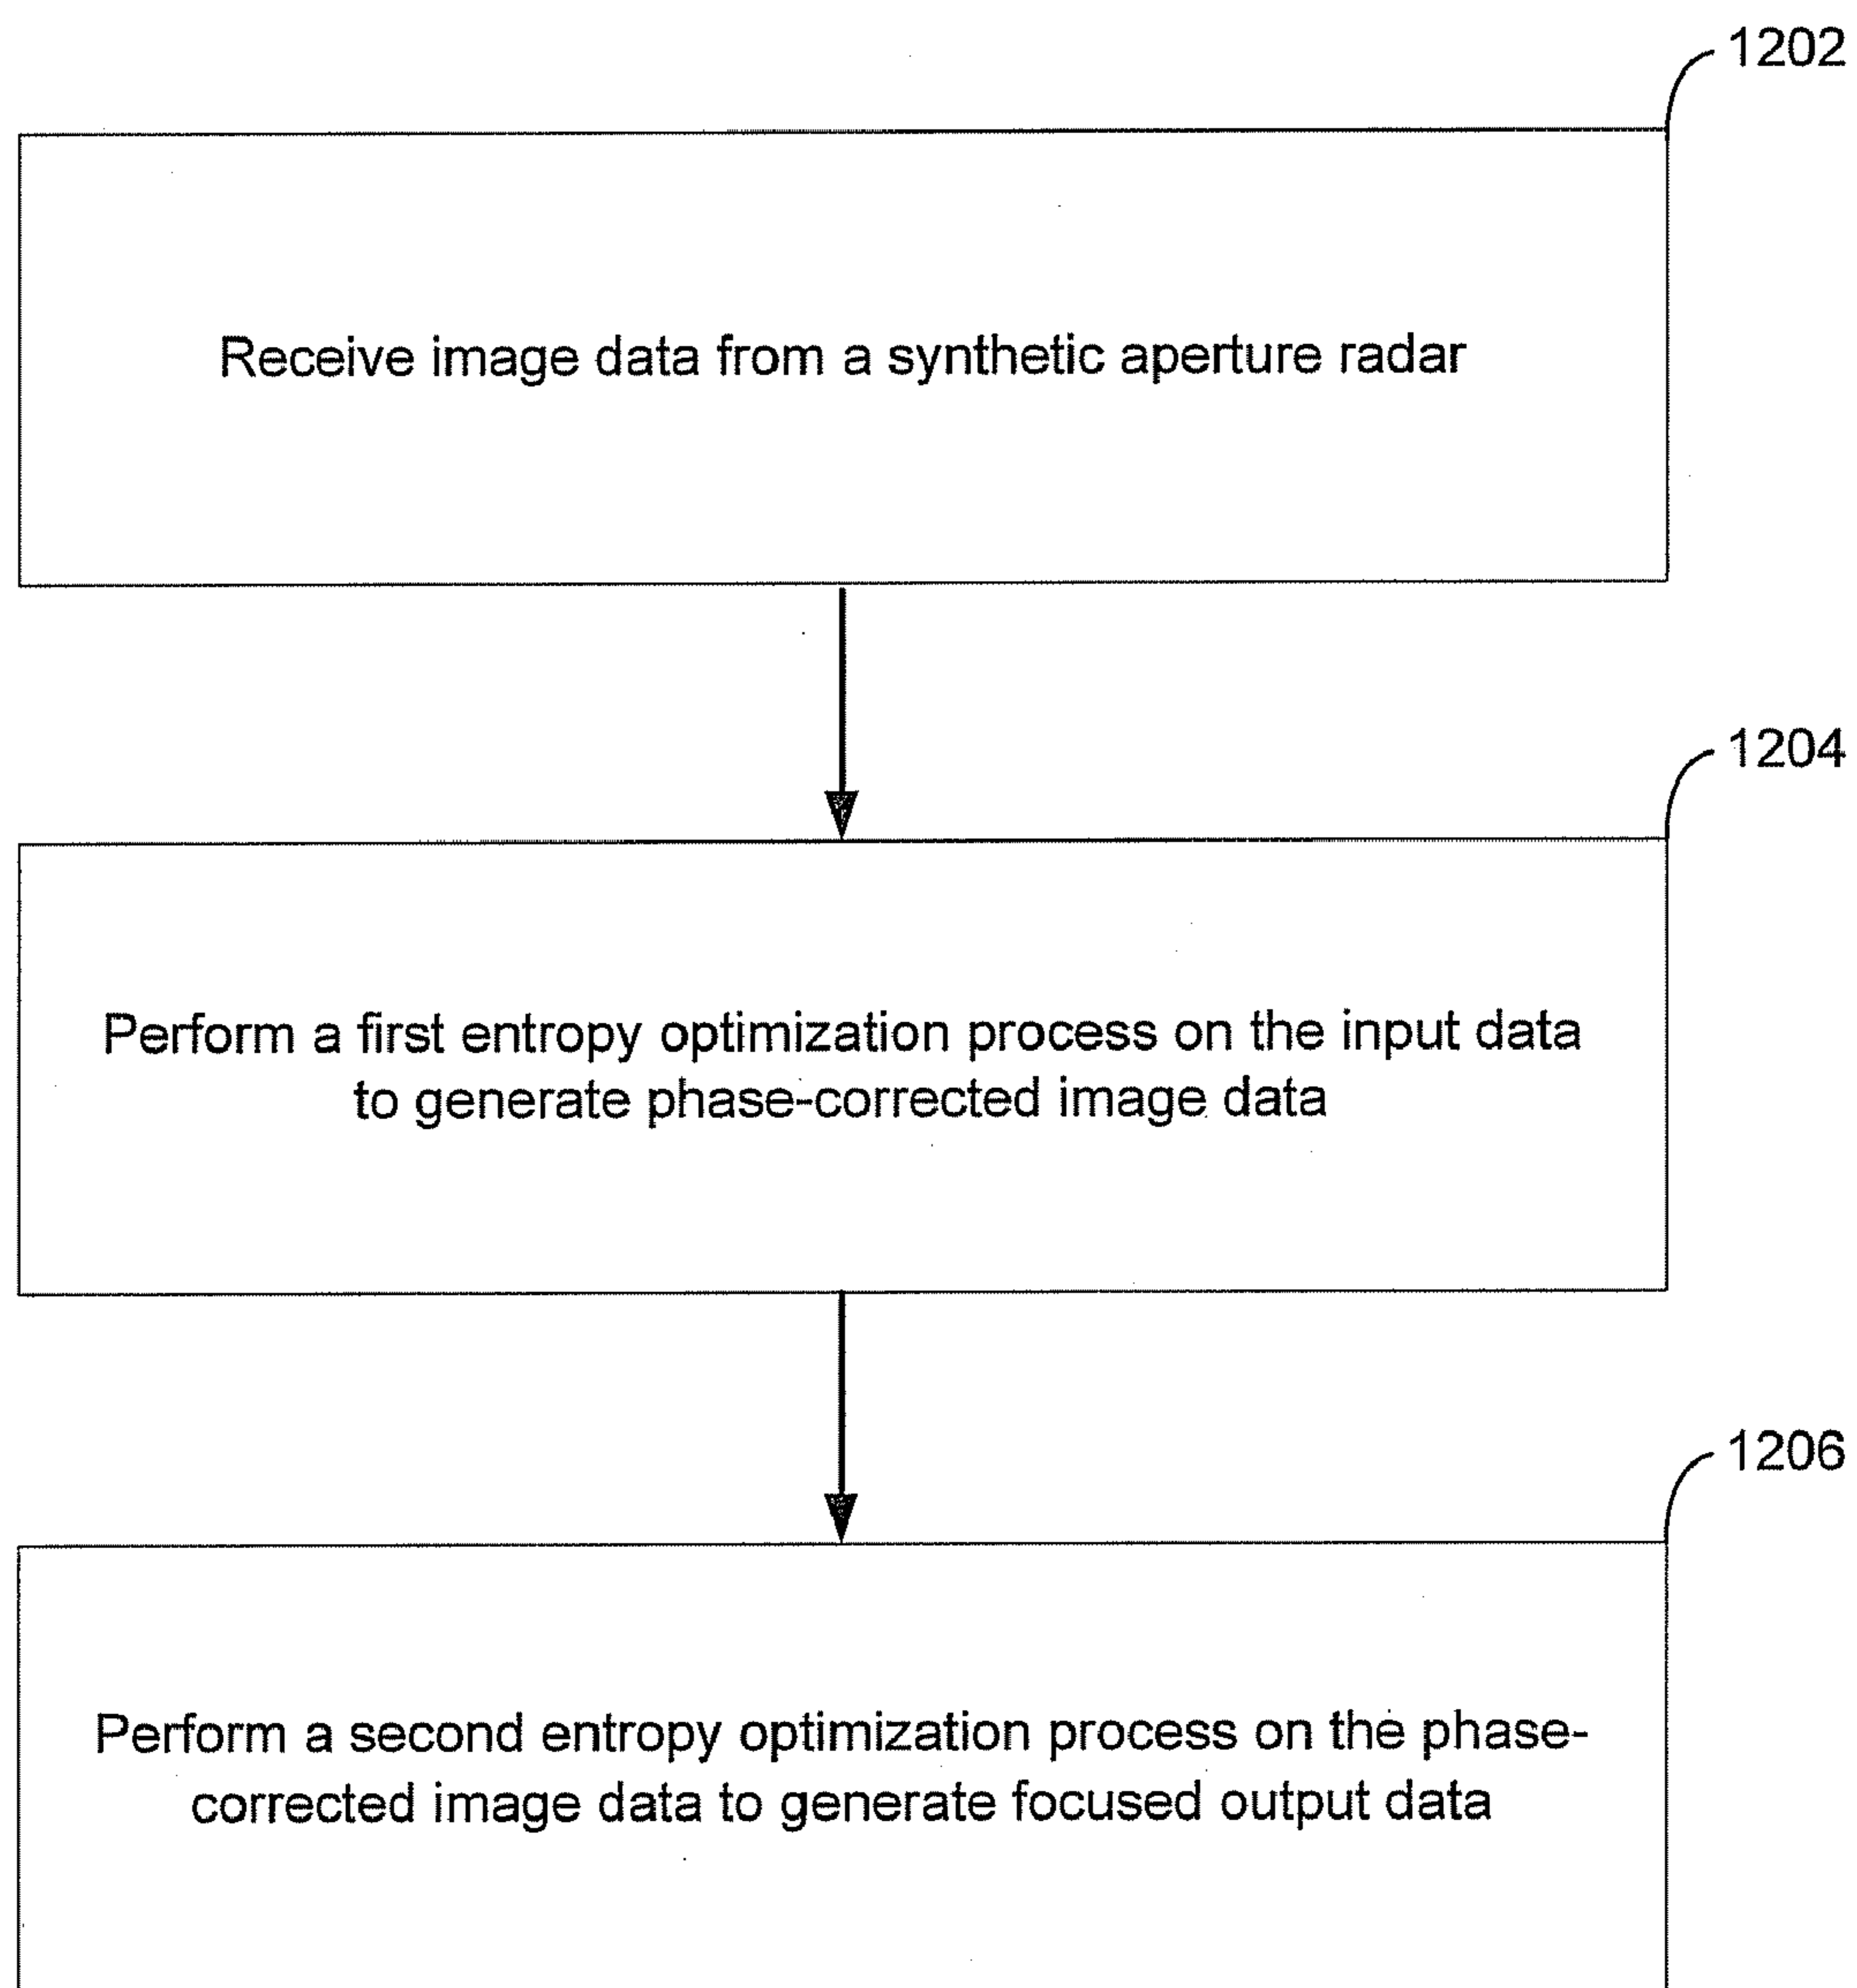 1202
Receive image data from a synthetic aperture radar
1204
Perform a first entropy optimization process on the input data
to generate phase-corrected image data
1206
Perform a second entropy optimization process on the phase-
corrected image data to generate focused output data